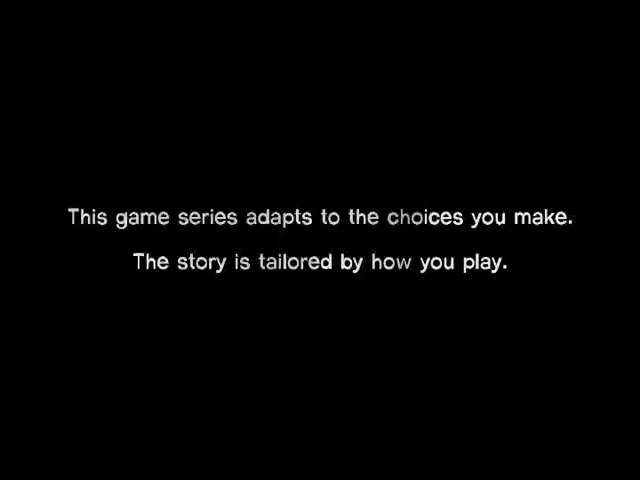 This game series adapts to the choices you make.
The story is tailored by how you play.